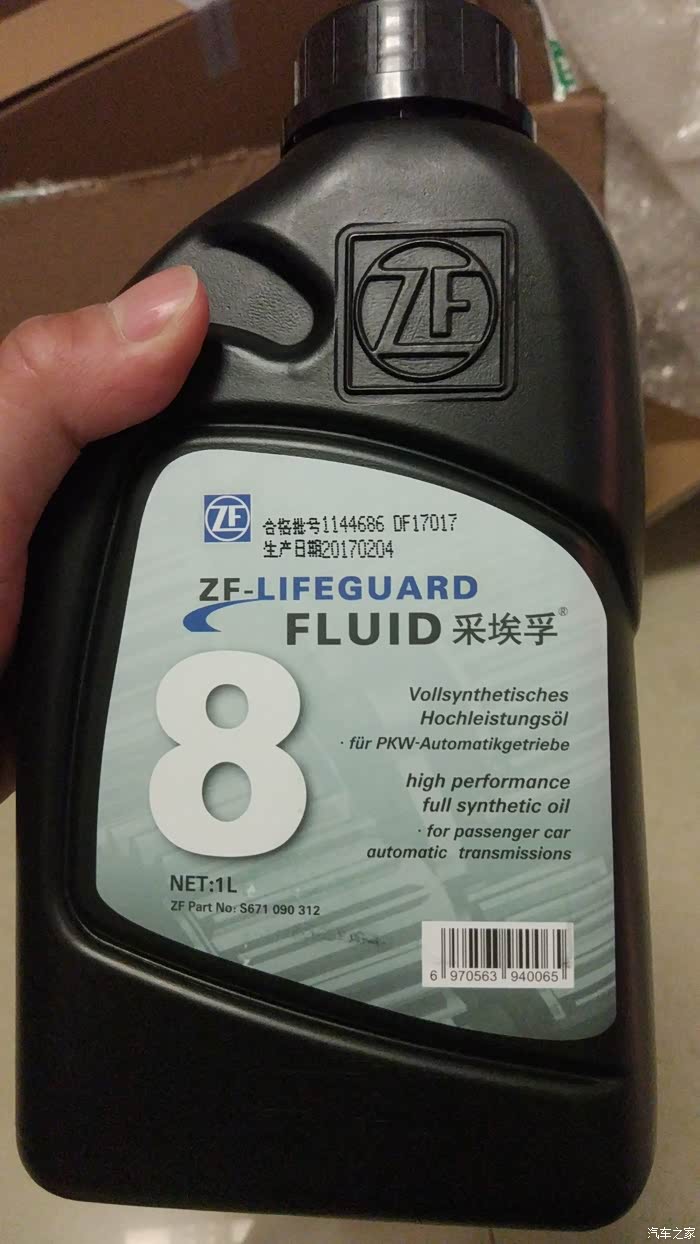 ZF
ZF
合格批号1144686 DF17017
生产日期20170204
ZF-LIFEGUARD
FLUID 采埃孚®
8
Vollsynthetisches
Hochleistungsöl
· für PKW-Automatikgetriebe
high performance
full synthetic oil
· for passenger car
automatic transmissions
NET:1L
ZF Part No: S671 090 312
6 970563 940065
汽车之家